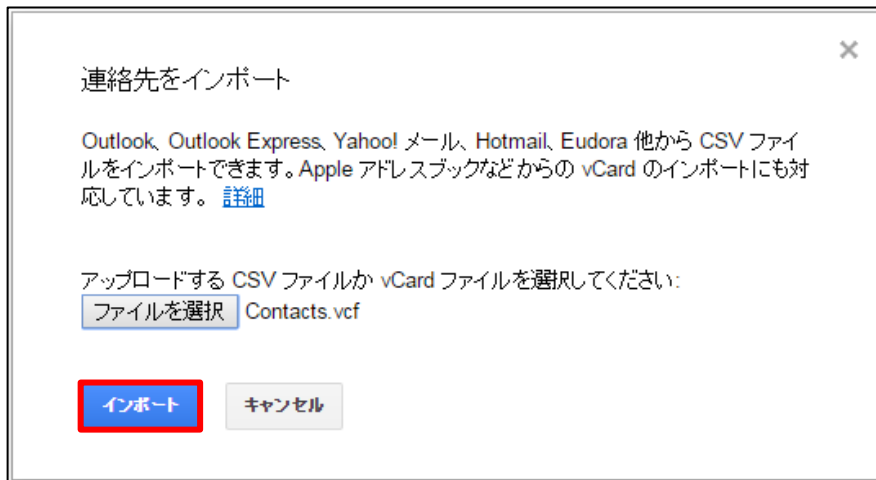 連絡先をインポート
Outlook、Outlook Express、Yahoo! メール、Hotmail、Eudora 他から CSV ファイ
ルをインポートできます。Apple アドレスブックなどからの vCard のインポートにも対
応しています。 詳細
アップロードする CSV ファイルか vCard ファイルを選択してください:
ファイルを選択 Contacts.vcf
インポート キャンセル